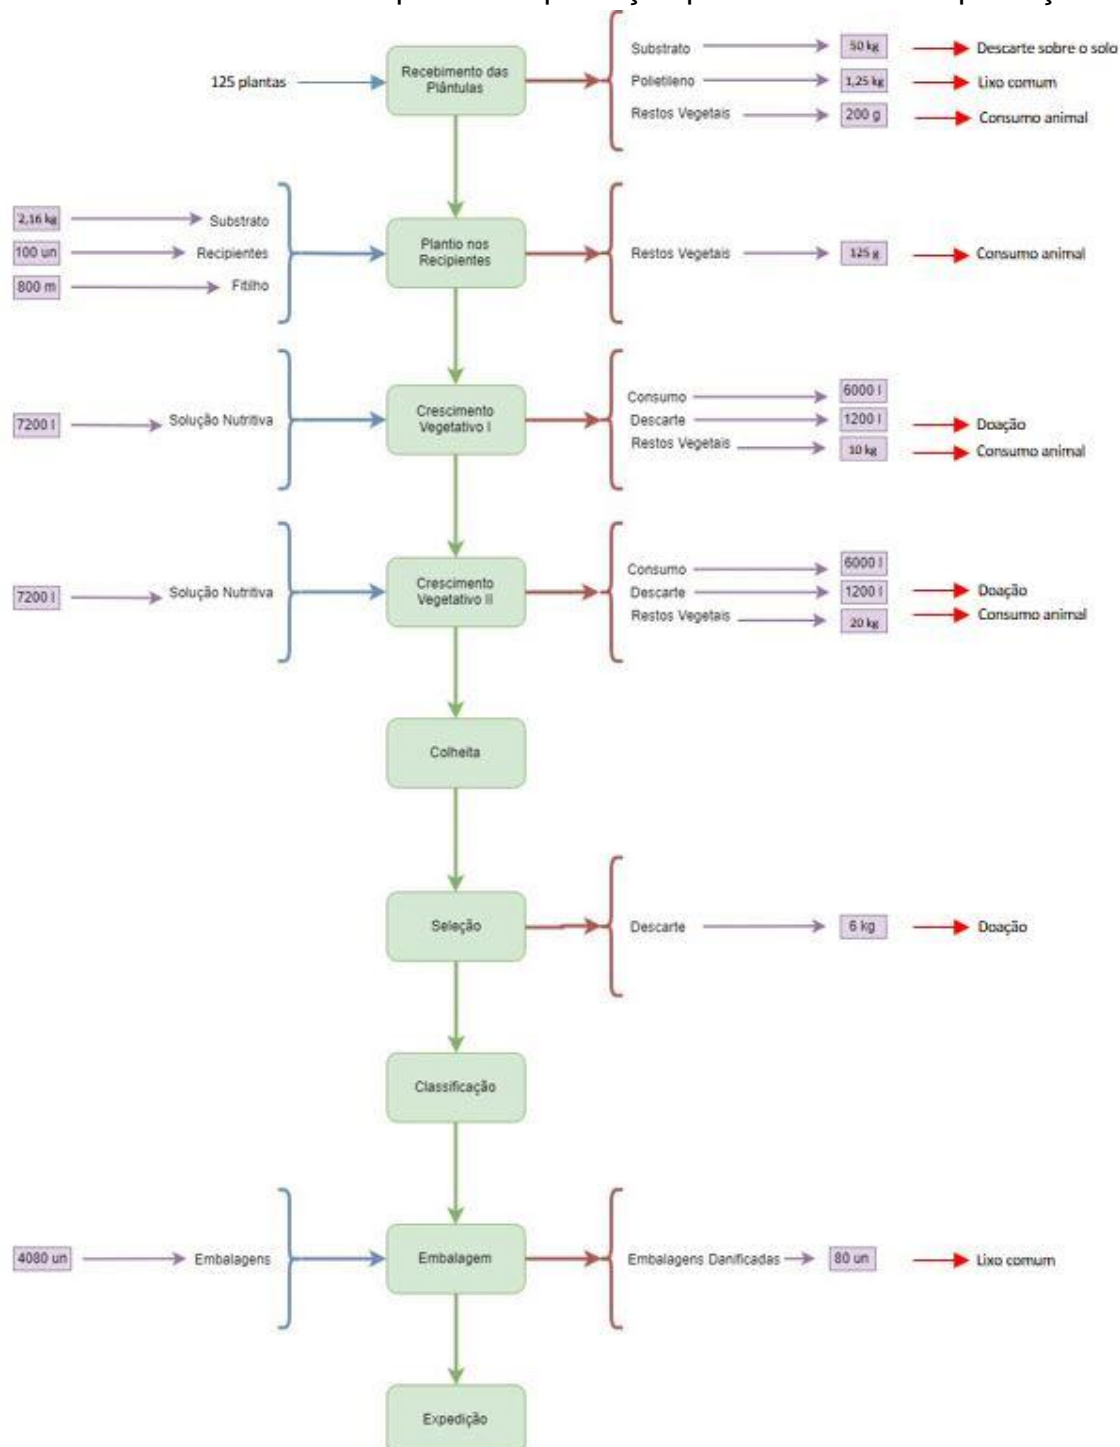 Substrato
50 kg
Descarte sobre o solo
125 plantas
Recebimento das
Plântulas
Polietileno
1,25 kg
Lixo comum
Restos Vegetais
200 g
Consumo animal
2,16 kg
Substrato
100 un
Recipientes
800 m
Fitilho
Plantio nos
Recipientes
Restos Vegetais
125 g
Consumo animal
7200 l
Solução Nutritiva
Crescimento
Vegetativo I
Consumo
6000 l
Descarte
1200 l
Doação
Restos Vegetais
10 kg
Consumo animal
7200 l
Solução Nutritiva
Crescimento
Vegetativo II
Consumo
6000 l
Descarte
1200 l
Doação
Restos Vegetais
20 kg
Consumo animal
Colheita
Seleção
Descarte
6 kg
Doação
Classificação
4080 un
Embalagens
Embalagem
Embalagens Danificadas
80 un
Lixo comum
Expedição